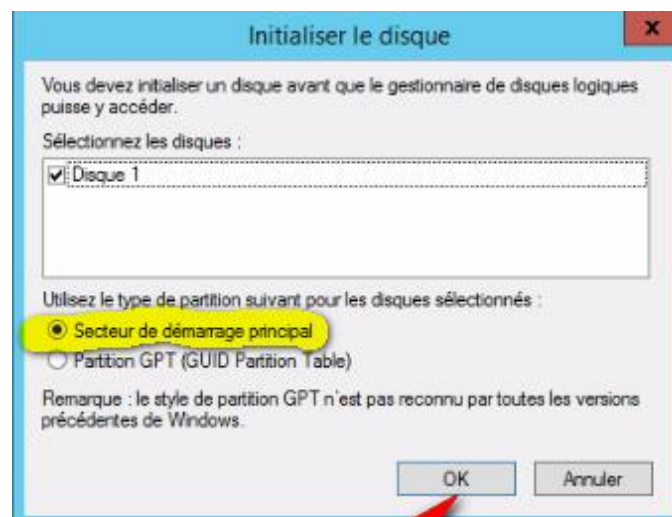 Initialiser le disque
x
Vous devez initialiser un disque avant que le gestionnaire de disques logiques
puisse y accéder.
Sélectionnez les disques :
Disque 1
Utilisez le type de partition suivant pour les disques sélectionnés :
Secteur de démarrage principal
Partition GPT (GUID Partition Table)
Remarque : le style de partition GPT n'est pas reconnu par toutes les versions
précédentes de Windows.
OK
Annuler